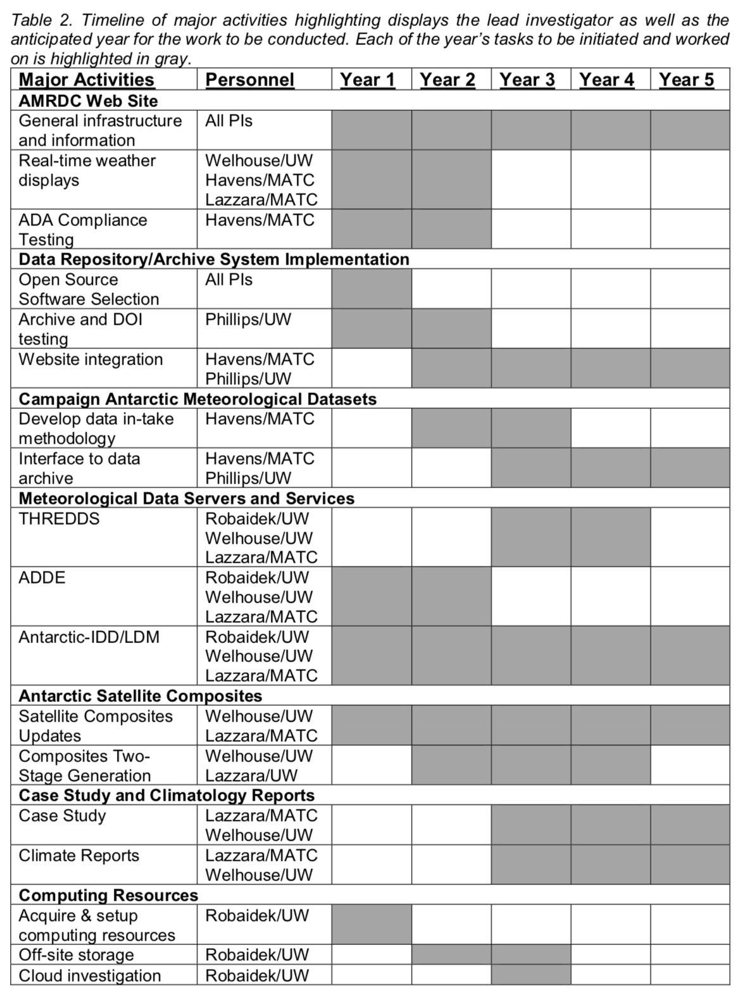 Table 2. Timeline of major activities highlighting displays the lead investigator as well as the
anticipated year for the work to be conducted. Each of the year's tasks to be initiated and worked
on is highlighted in gray.
Major Activities Personnel Year 1 Year 2 Year 3 Year 4 Year 5
AMRDC Web Site
General infrastructure All PIs
and information
Real-time weather Welhouse/UW
displays Havens/MATC
Lazzara/MATC
ADA Compliance Havens/MATC
Testing
Data Repository/Archive System Implementation
Open Source All PIs
Software Selection
Archive and DOI Phillips/UW
testing
Website integration Havens/MATC
Phillips/UW
Campaign Antarctic Meteorological Datasets
Develop data in-take Havens/MATC
methodology
Interface to data Havens/MATC
archive Phillips/UW
Meteorological Data Servers and Services
THREDDS Robaidek/UW
Welhouse/UW
Lazzara/MATC
ADDE Robaidek/UW
Welhouse/UW
Lazzara/MATC
Antarctic-IDD/LDM Robaidek/UW
Welhouse/UW
Lazzara/MATC
Antarctic Satellite Composites
Satellite Composites Welhouse/UW
Updates Lazzara/MATC
Composites Two- Welhouse/UW
Stage Generation Lazzara/UW
Case Study and Climatology Reports
Case Study Lazzara/MATC
Welhouse/UW
Climate Reports Lazzara/MATC
Welhouse/UW
Computing Resources
Acquire & setup Robaidek/UW
computing resources
Off-site storage Robaidek/UW
Cloud investigation Robaidek/UW